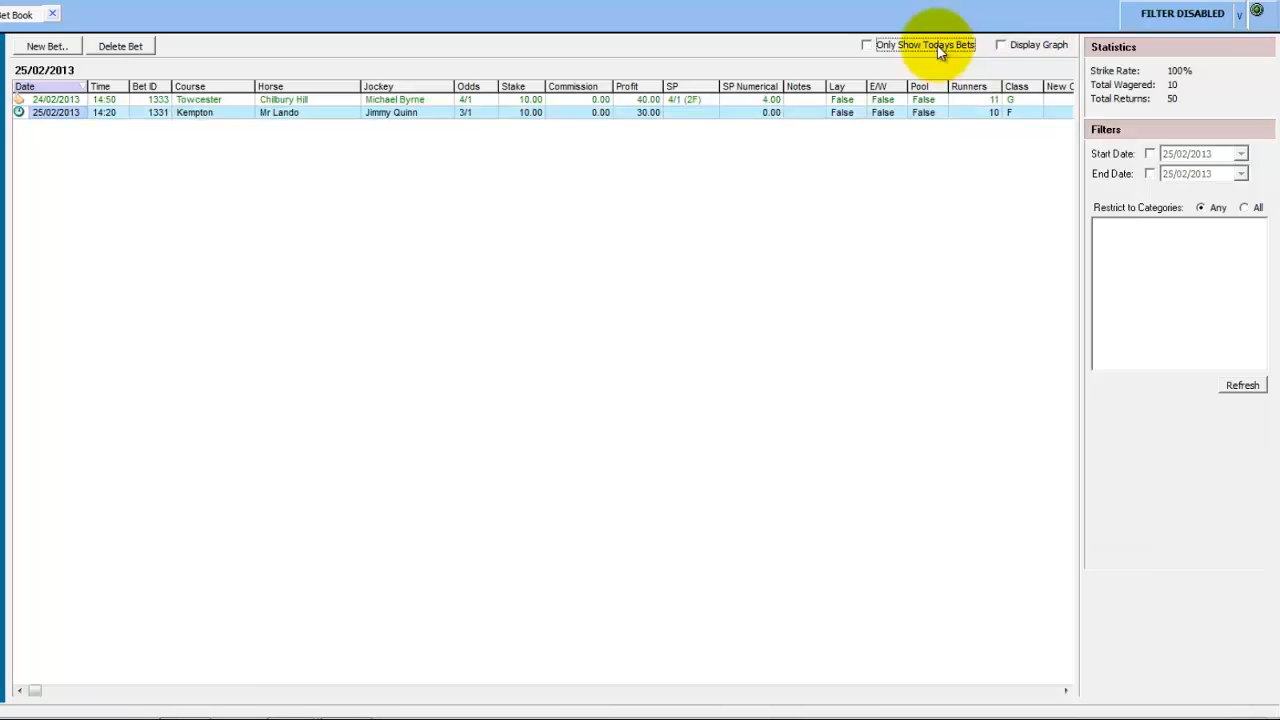 Bet Book
FILTER DISABLED v
New Bet.. Delete Bet Only Show Todays Bets Display Graph
25/02/2013
Date Time Bet ID Course Horse Jockey Odds Stake Commission Profit SP SP Numerical Notes Lay E/W Pool Runners Class New C
24/02/2013 14:50 1333 Towcester Chilbury Hill Michael Byrne 4/1 10.00 0.00 40.00 4/1 (2F) 4.00 False False False 11 G
25/02/2013 14:20 1331 Kempton Mr Lando Jimmy Quinn 3/1 10.00 0.00 30.00 0.00 False False False 10 F
Statistics
Strike Rate: 100%
Total Wagered: 10
Total Returns: 50
Filters
Start Date: 25/02/2013
End Date: 25/02/2013
Restrict to Categories: Any All
Refresh